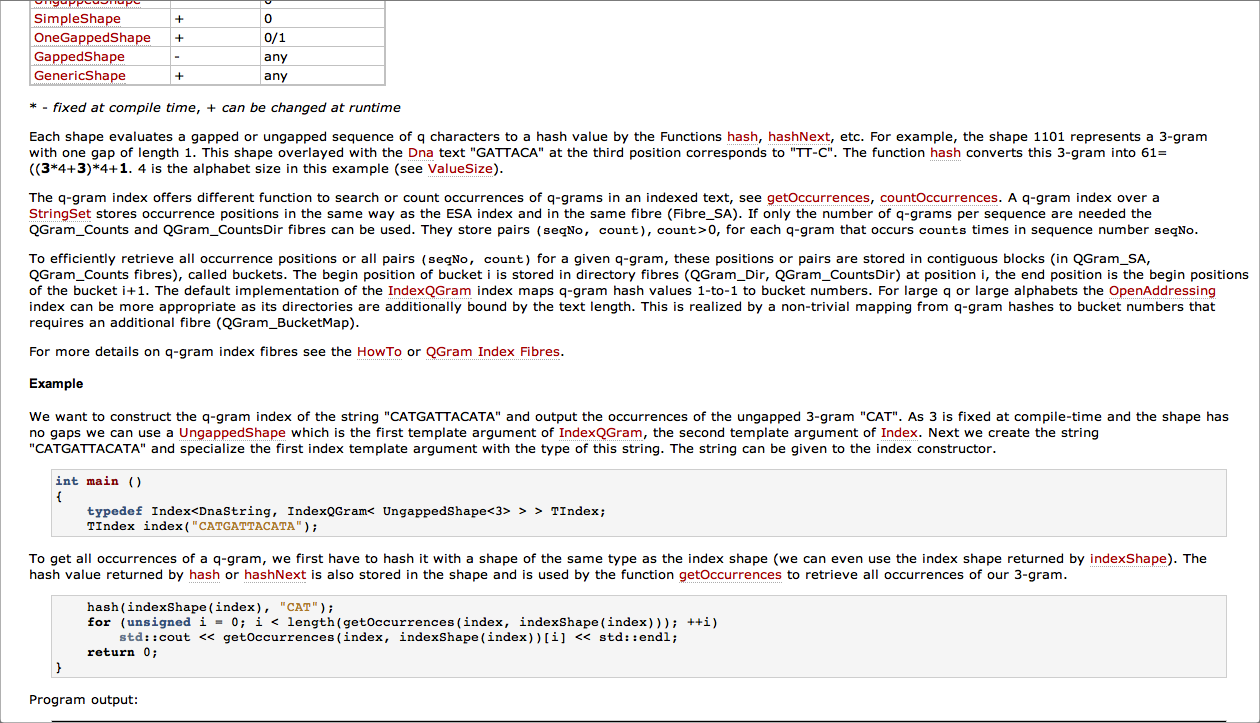 UngappedShape - 0
SimpleShape + 0
OneGappedShape + 0/1
GappedShape - any
GenericShape + any
* - fixed at compile time, + can be changed at runtime
Each shape evaluates a gapped or ungapped sequence of q characters to a hash value by the Functions hash, hashNext, etc. For example, the shape 1101 represents a 3-gram
with one gap of length 1. This shape overlayed with the Dna text "GATTACA" at the third position corresponds to "TT-C". The function hash converts this 3-gram into 61=
((3*4+3)*4+1. 4 is the alphabet size in this example (see ValueSize).
The q-gram index offers different function to search or count occurrences of q-grams in an indexed text, see getOccurrences, countOccurrences. A q-gram index over a
StringSet stores occurrence positions in the same way as the ESA index and in the same fibre (Fibre_SA). If only the number of q-grams per sequence are needed the
QGram_Counts and QGram_CountsDir fibres can be used. They store pairs (seqNo, count), count>0, for each q-gram that occurs counts times in sequence number seqNo.
To efficiently retrieve all occurrence positions or all pairs (seqNo, count) for a given q-gram, these positions or pairs are stored in contiguous blocks (in QGram_SA,
QGram_Counts fibres), called buckets. The begin position of bucket i is stored in directory fibres (QGram_Dir, QGram_CountsDir) at position i, the end position is the begin positions
of the bucket i+1. The default implementation of the IndexQGram index maps q-gram hash values 1-to-1 to bucket numbers. For large q or large alphabets the OpenAddressing
index can be more appropriate as its directories are additionally bound by the text length. This is realized by a non-trivial mapping from q-gram hashes to bucket numbers that
requires an additional fibre (QGram_BucketMap).
For more details on q-gram index fibres see the HowTo or QGram Index Fibres.
Example
We want to construct the q-gram index of the string "CATGATTACATA" and output the occurrences of the ungapped 3-gram "CAT". As 3 is fixed at compile-time and the shape has
no gaps we can use a UngappedShape which is the first template argument of IndexQGram, the second template argument of Index. Next we create the string
"CATGATTACATA" and specialize the first index template argument with the type of this string. The string can be given to the index constructor.
int main ()
{
typedef Index<DnaString, IndexQGram< UngappedShape<3> > > TIndex;
TIndex index("CATGATTACATA");
To get all occurrences of a q-gram, we first have to hash it with a shape of the same type as the index shape (we can even use the index shape returned by indexShape). The
hash value returned by hash or hashNext is also stored in the shape and is used by the function getOccurrences to retrieve all occurrences of our 3-gram.
hash(indexShape(index), "CAT");
for (unsigned i = 0; i < length(getOccurrences(index, indexShape(index))); ++i)
std::cout << getOccurrences(index, indexShape(index))[i] << std::endl;
return 0;
}
Program output: